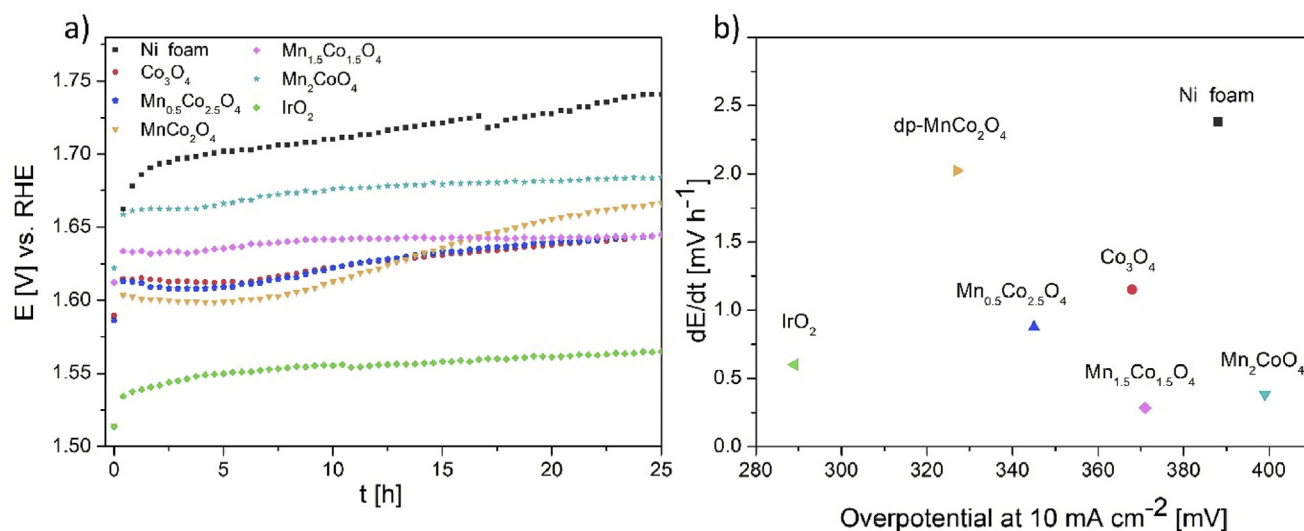 a)
Ni foam
Co₃O₄
Mn₀.₅Co₂.₅O₄
MnCo₂O₄
Mn₁.₅Co₁.₅O₄
Mn₂CoO₄
IrO₂
1.75
1.70
1.65
1.60
1.55
1.50
E [V] vs. RHE
0 5 10 15 20 25
t [h]
b)
3.0
2.5
2.0
1.5
1.0
0.5
0.0
dE/dt [mV h⁻¹]
Ni foam
dp-MnCo₂O₄
Co₃O₄
Mn₀.₅Co₂.₅O₄
IrO₂
Mn₁.₅Co₁.₅O₄
Mn₂CoO₄
280 300 320 340 360 380 400
Overpotential at 10 mA cm⁻² [mV]